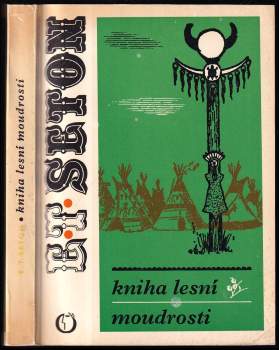 E. T. SETON • kniha lesní moudrosti
E.T. SETON
kniha lesní
moudrosti